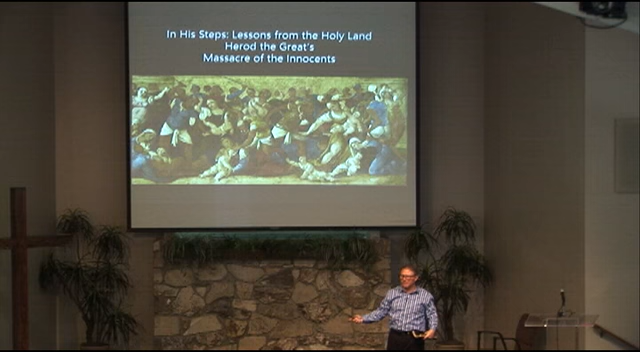 In His Steps: Lessons from the Holy Land
Herod the Great's
Massacre of the Innocents